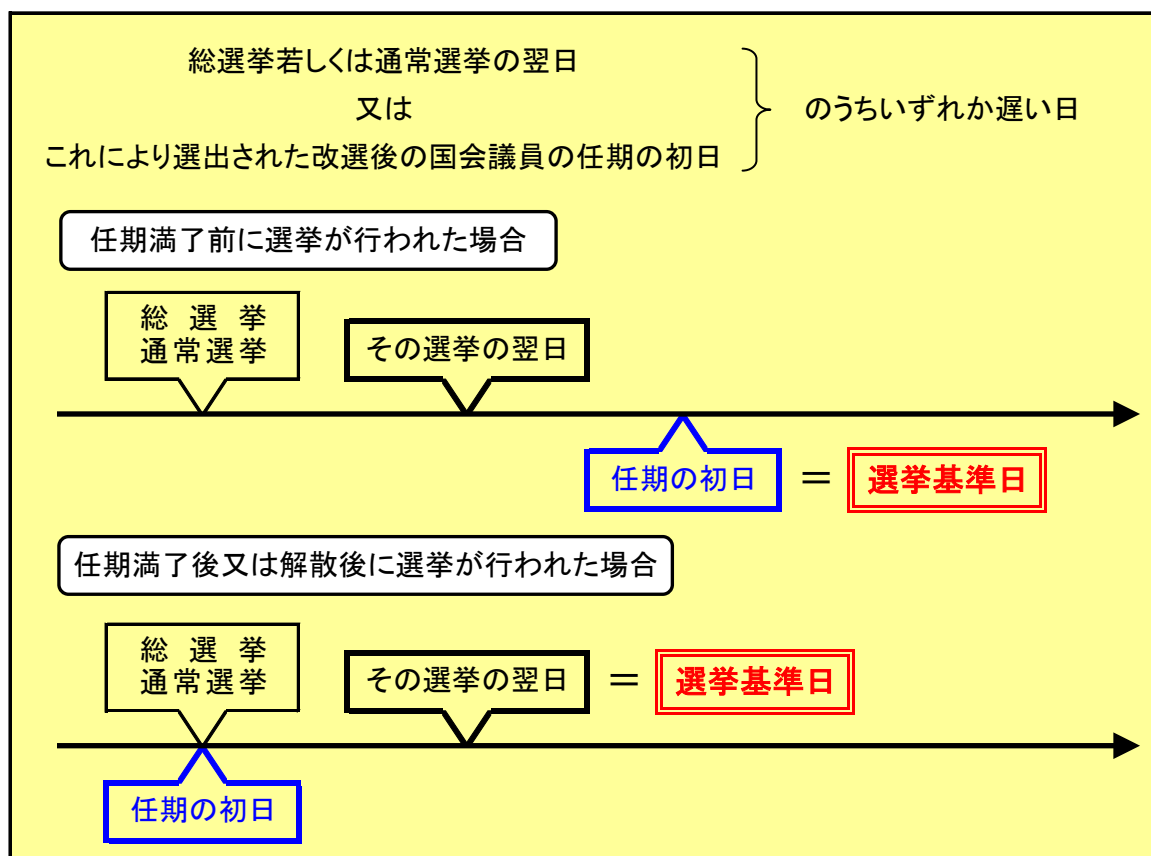 総選挙若しくは通常選挙の翌日
又は
これにより選出された改選後の国会議員の任期の初日
のうちいずれか遅い日
任期満了前に選挙が行われた場合
総 選 挙
通常選挙
その選挙の翌日
任期の初日 = 選挙基準日
任期満了後又は解散後に選挙が行われた場合
総 選 挙
通常選挙
その選挙の翌日 = 選挙基準日
任期の初日